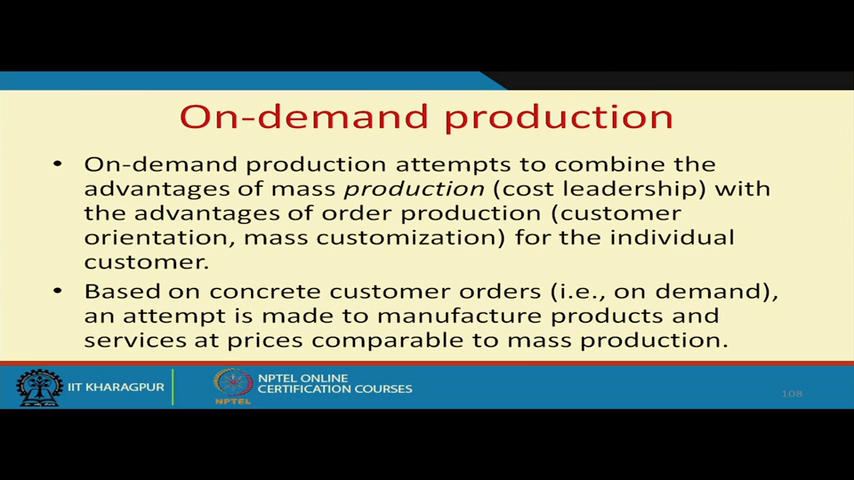 On-demand production
• On-demand production attempts to combine the
advantages of mass production (cost leadership) with
the advantages of order production (customer
orientation, mass customization) for the individual
customer.
• Based on concrete customer orders (i.e., on demand),
an attempt is made to manufacture products and
services at prices comparable to mass production.
IIT KHARAGPUR
NPTEL
NPTEL ONLINE
CERTIFICATION COURSES
108